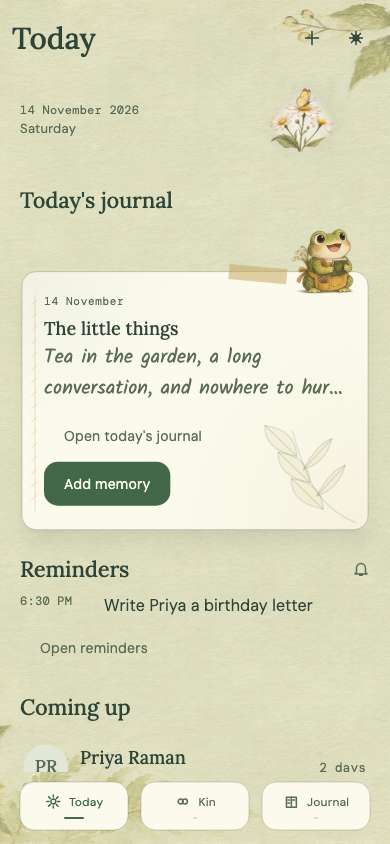 Today
14 November 2026
Saturday
Today's journal
14 November
The little things
Tea in the garden, a long
conversation, and nowhere to hur...
Open today's journal
Add memory
Reminders
6:30 PM Write Priya a birthday letter
Open reminders
Coming up
PR Priya Raman 2 days
Today Kin Journal